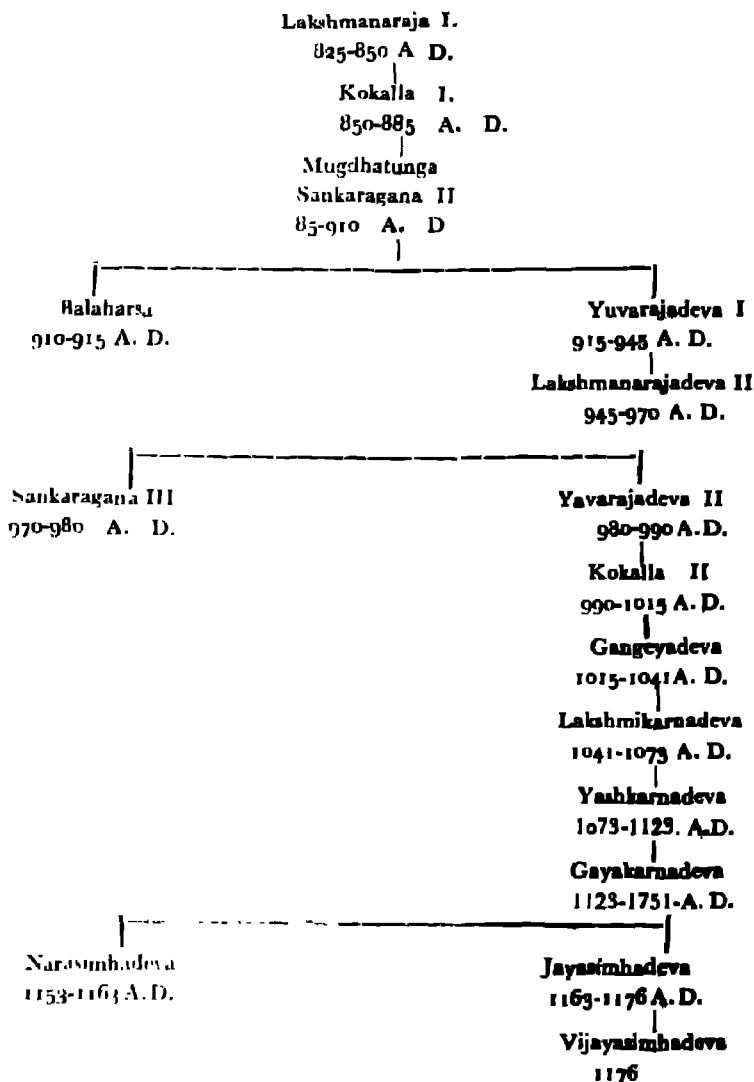 Lakshmanaraja I.
825-850 A D.
Kokalla I.
850-885 A. D.
Mugdhatunga
Sankaragana II
85-910 A. D
Balaharsa
910-915 A. D.
Yuvarajadeva I
915-945 A. D.
Lakshmanarajadeva II
945-970 A. D.
Sankaragana III
970-980 A. D.
Yavarajadeva II
980-990 A.D.
Kokalla II
990-1015 A. D.
Gangeyadeva
1015-1041 A. D.
Lakshmikarnadeva
1041-1073 A. D.
Yashkarnadeva
1073-1123. A.D.
Gayakarnadeva
1123-1751-A. D.
Narasimhadeva
1153-1163 A. D.
Jayasimhadeva
1163-1176 A. D.
Vijayasimhadeva
1176